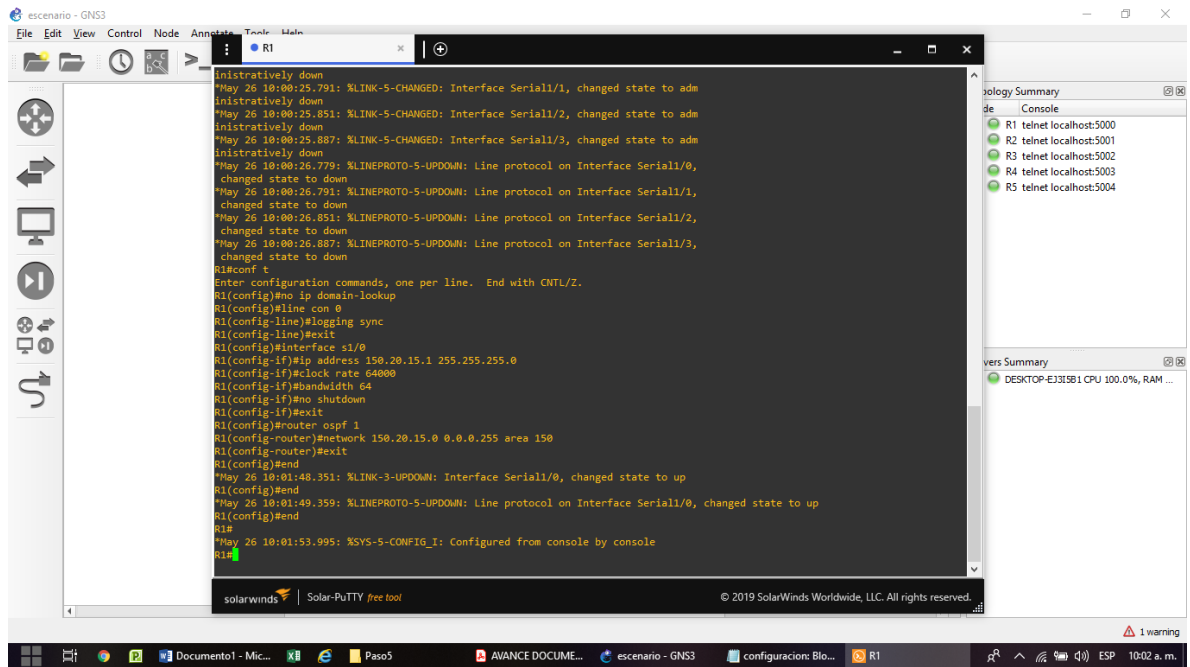 escenario - GNS3
File Edit View Control Node Annotate Tools Help
R1
inistratively down
*May 26 10:00:25.791: %LINK-5-CHANGED: Interface Serial1/1, changed state to adm
inistratively down
*May 26 10:00:25.851: %LINK-5-CHANGED: Interface Serial1/2, changed state to adm
inistratively down
*May 26 10:00:25.887: %LINK-5-CHANGED: Interface Serial1/3, changed state to adm
inistratively down
*May 26 10:00:26.779: %LINEPROTO-5-UPDOWN: Line protocol on Interface Serial1/0,
 changed state to down
*May 26 10:00:26.791: %LINEPROTO-5-UPDOWN: Line protocol on Interface Serial1/1,
 changed state to down
*May 26 10:00:26.851: %LINEPROTO-5-UPDOWN: Line protocol on Interface Serial1/2,
 changed state to down
*May 26 10:00:26.887: %LINEPROTO-5-UPDOWN: Line protocol on Interface Serial1/3,
 changed state to down
R1#conf t
Enter configuration commands, one per line.  End with CNTL/Z.
R1(config)#no ip domain-lookup
R1(config)#line con 0
R1(config-line)#logging sync
R1(config-line)#exit
R1(config)#interface s1/0
R1(config-if)#ip address 150.20.15.1 255.255.255.0
R1(config-if)#clock rate 64000
R1(config-if)#bandwidth 64
R1(config-if)#no shutdown
R1(config-if)#exit
R1(config)#router ospf 1
R1(config-router)#network 150.20.15.0 0.0.0.255 area 150
R1(config-router)#exit
R1(config)#end
*May 26 10:01:48.351: %LINK-3-UPDOWN: Interface Serial1/0, changed state to up
R1(config)#end
*May 26 10:01:49.359: %LINEPROTO-5-UPDOWN: Line protocol on Interface Serial1/0, changed state to up
R1(config)#end
R1#
*May 26 10:01:53.995: %SYS-5-CONFIG_I: Configured from console by console
R1#
solarwinds Solar-PuTTY free tool
© 2019 SolarWinds Worldwide, LLC. All rights reserved.
pology Summary
de Console
R1 telnet localhost:5000
R2 telnet localhost:5001
R3 telnet localhost:5002
R4 telnet localhost:5003
R5 telnet localhost:5004
vers Summary
DESKTOP-EJ3I5B1 CPU 100.0%, RAM ...
1 warning
Documento1 - Mic...
Paso5
AVANCE DOCUME...
escenario - GNS3
configuracion: Blo...
R1
ESP
10:02 a. m.